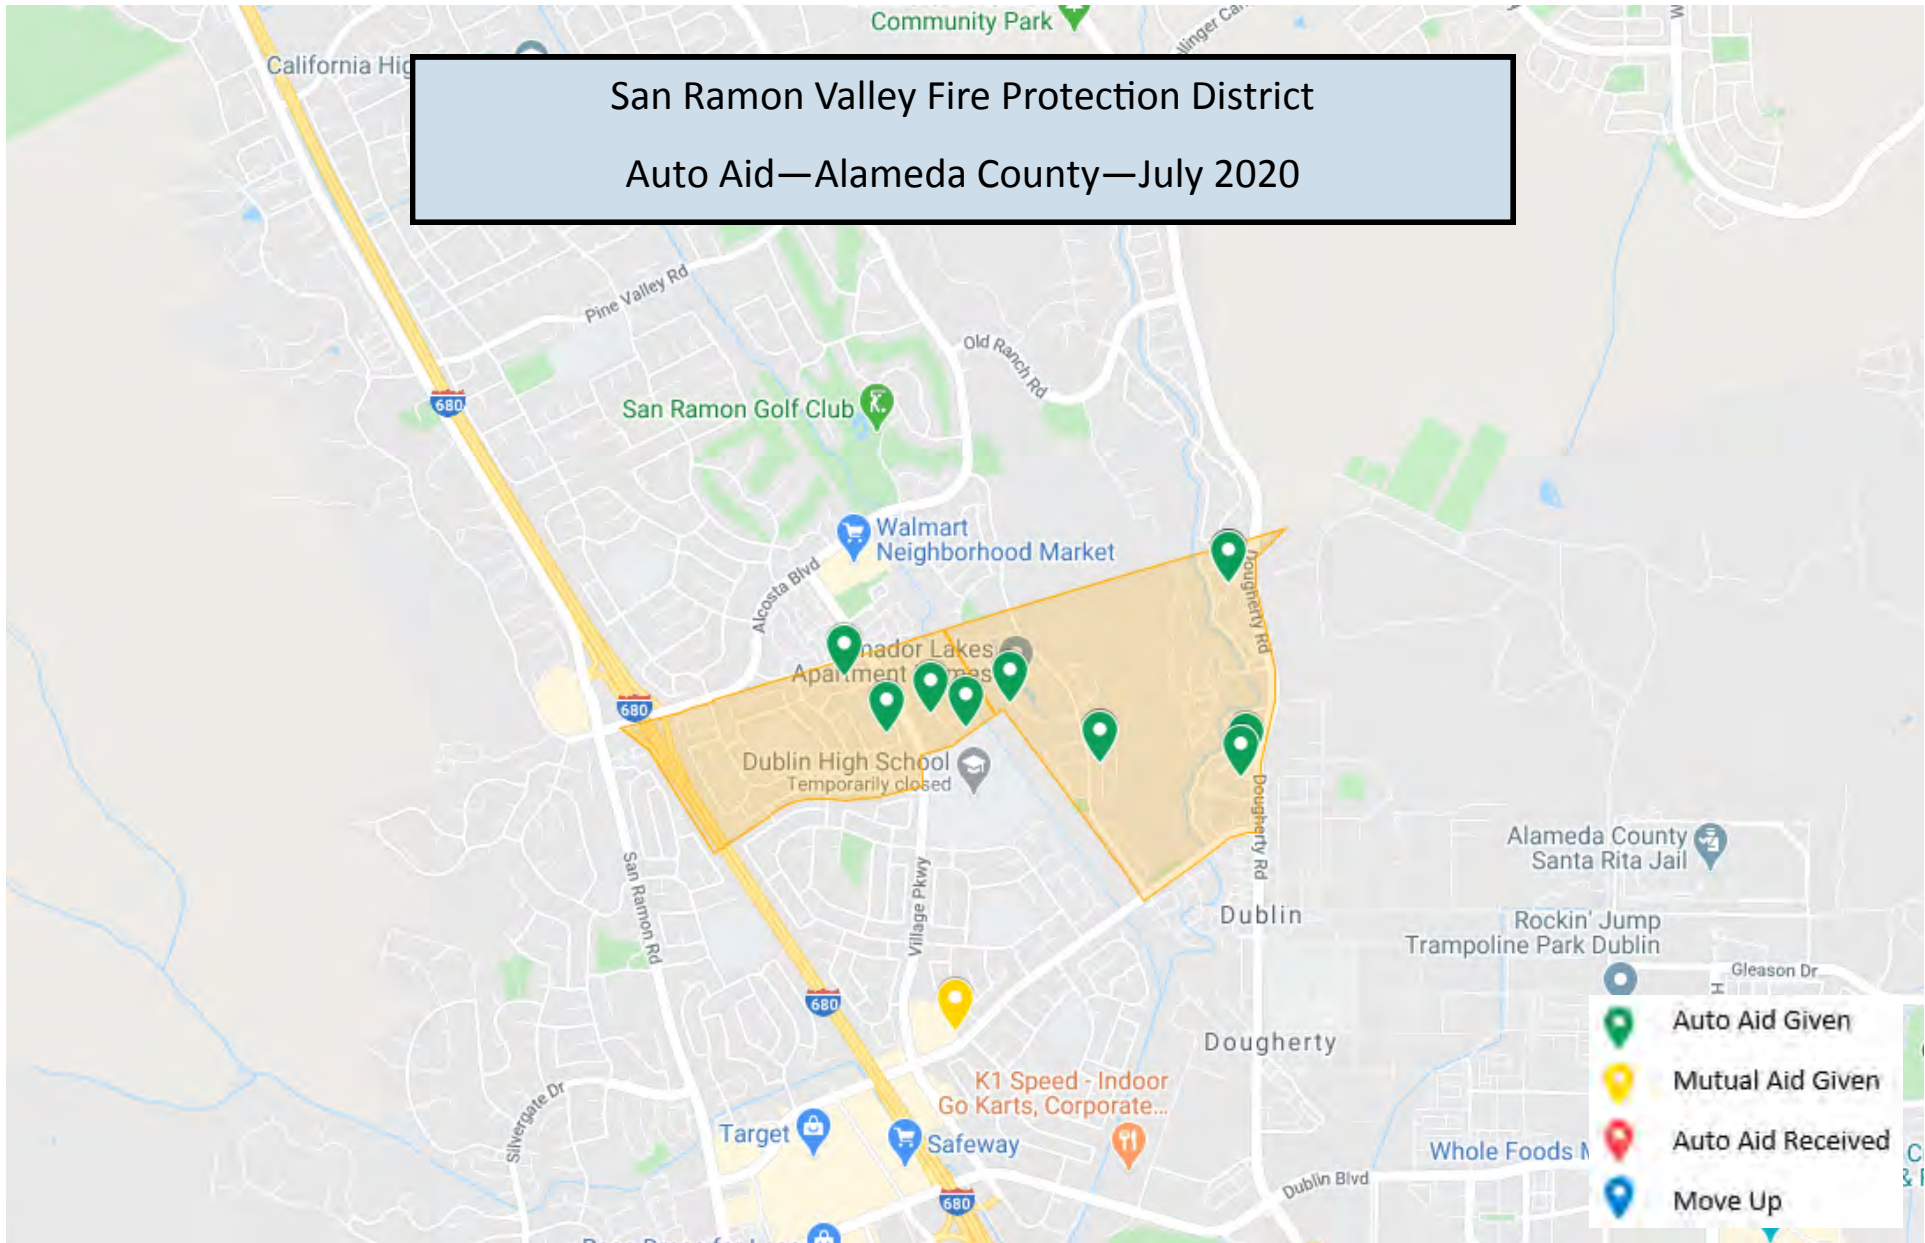 Community Park
California Hig
San Ramon Valley Fire Protection District
Auto Aid—Alameda County—July 2020
Pine Valley Rd
Old Ranch Rd
680
San Ramon Golf Club
Walmart
Neighborhood Market
Alcosta Blvd
Dougherty Rd
mador Lakes
Apartment
mes
680
Dublin High School
Temporarily closed
Dougherty Rd
Alameda County
Santa Rita Jail
San Ramon Rd
Village Pkwy
Dublin
Rockin' Jump
Trampoline Park Dublin
Gleason Dr
H
680
Auto Aid Given
Dougherty
K1 Speed - Indoor
Go Karts, Corporate...
Mutual Aid Given
Silvergate Dr
Target
Safeway
Auto Aid Received
Whole Foods M
Dublin Blvd
680
Move Up